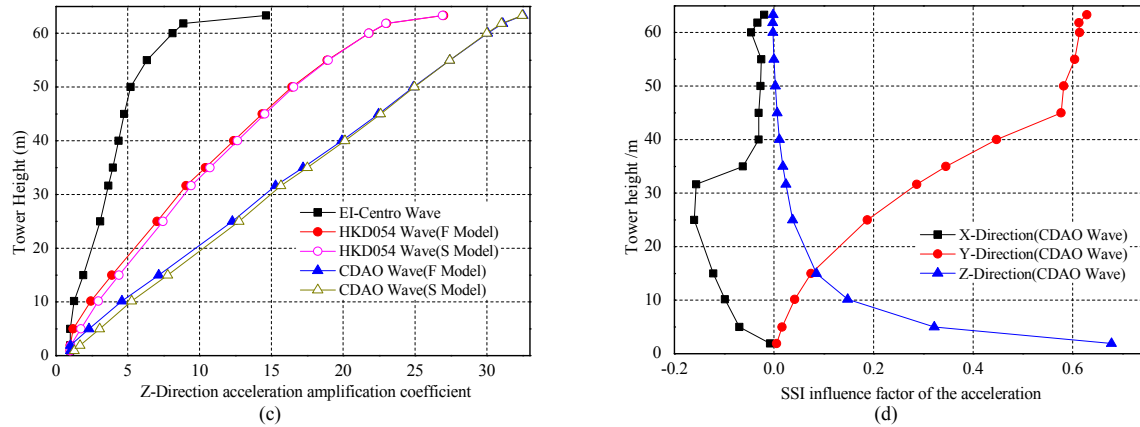 Tower Height (m)
60
50
40
30
20
10
0
EI-Centro Wave
HKD054 Wave(F Model)
HKD054 Wave(S Model)
CDAO Wave(F Model)
CDAO Wave(S Model)
0 5 10 15 20 25 30
Z-Direction acceleration amplification coefficient
(c)
Tower height /m
70
60
50
40
30
20
10
0
X-Direction(CDAO Wave)
Y-Direction(CDAO Wave)
Z-Direction(CDAO Wave)
-0.2 0.0 0.2 0.4 0.6
SSI influence factor of the acceleration
(d)